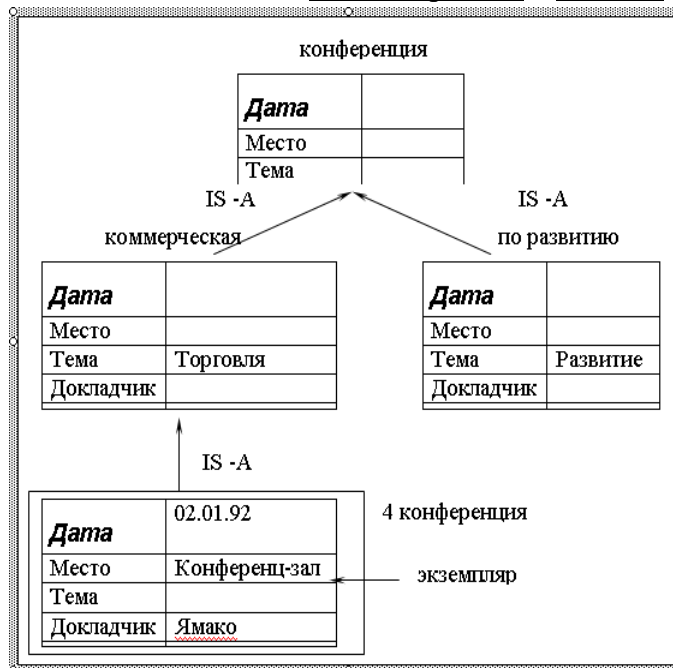 конференция
Дата
Место
Тема
IS -A IS -A
коммерческая по развитию
Дата
Место
Тема Торговля
Докладчик
Дата
Место
Тема Развитие
Докладчик
IS -A
4 конференция
Дата 02.01.92
Место Конференц-зал
экземпляр
Тема
Докладчик Ямако